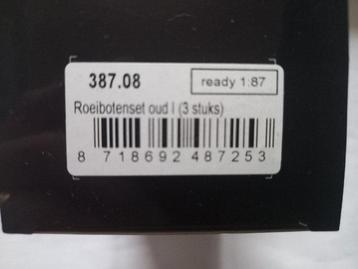 387.08 ready 1:87
Roeibotenset oud I (3 stuks)
8 718692 487253